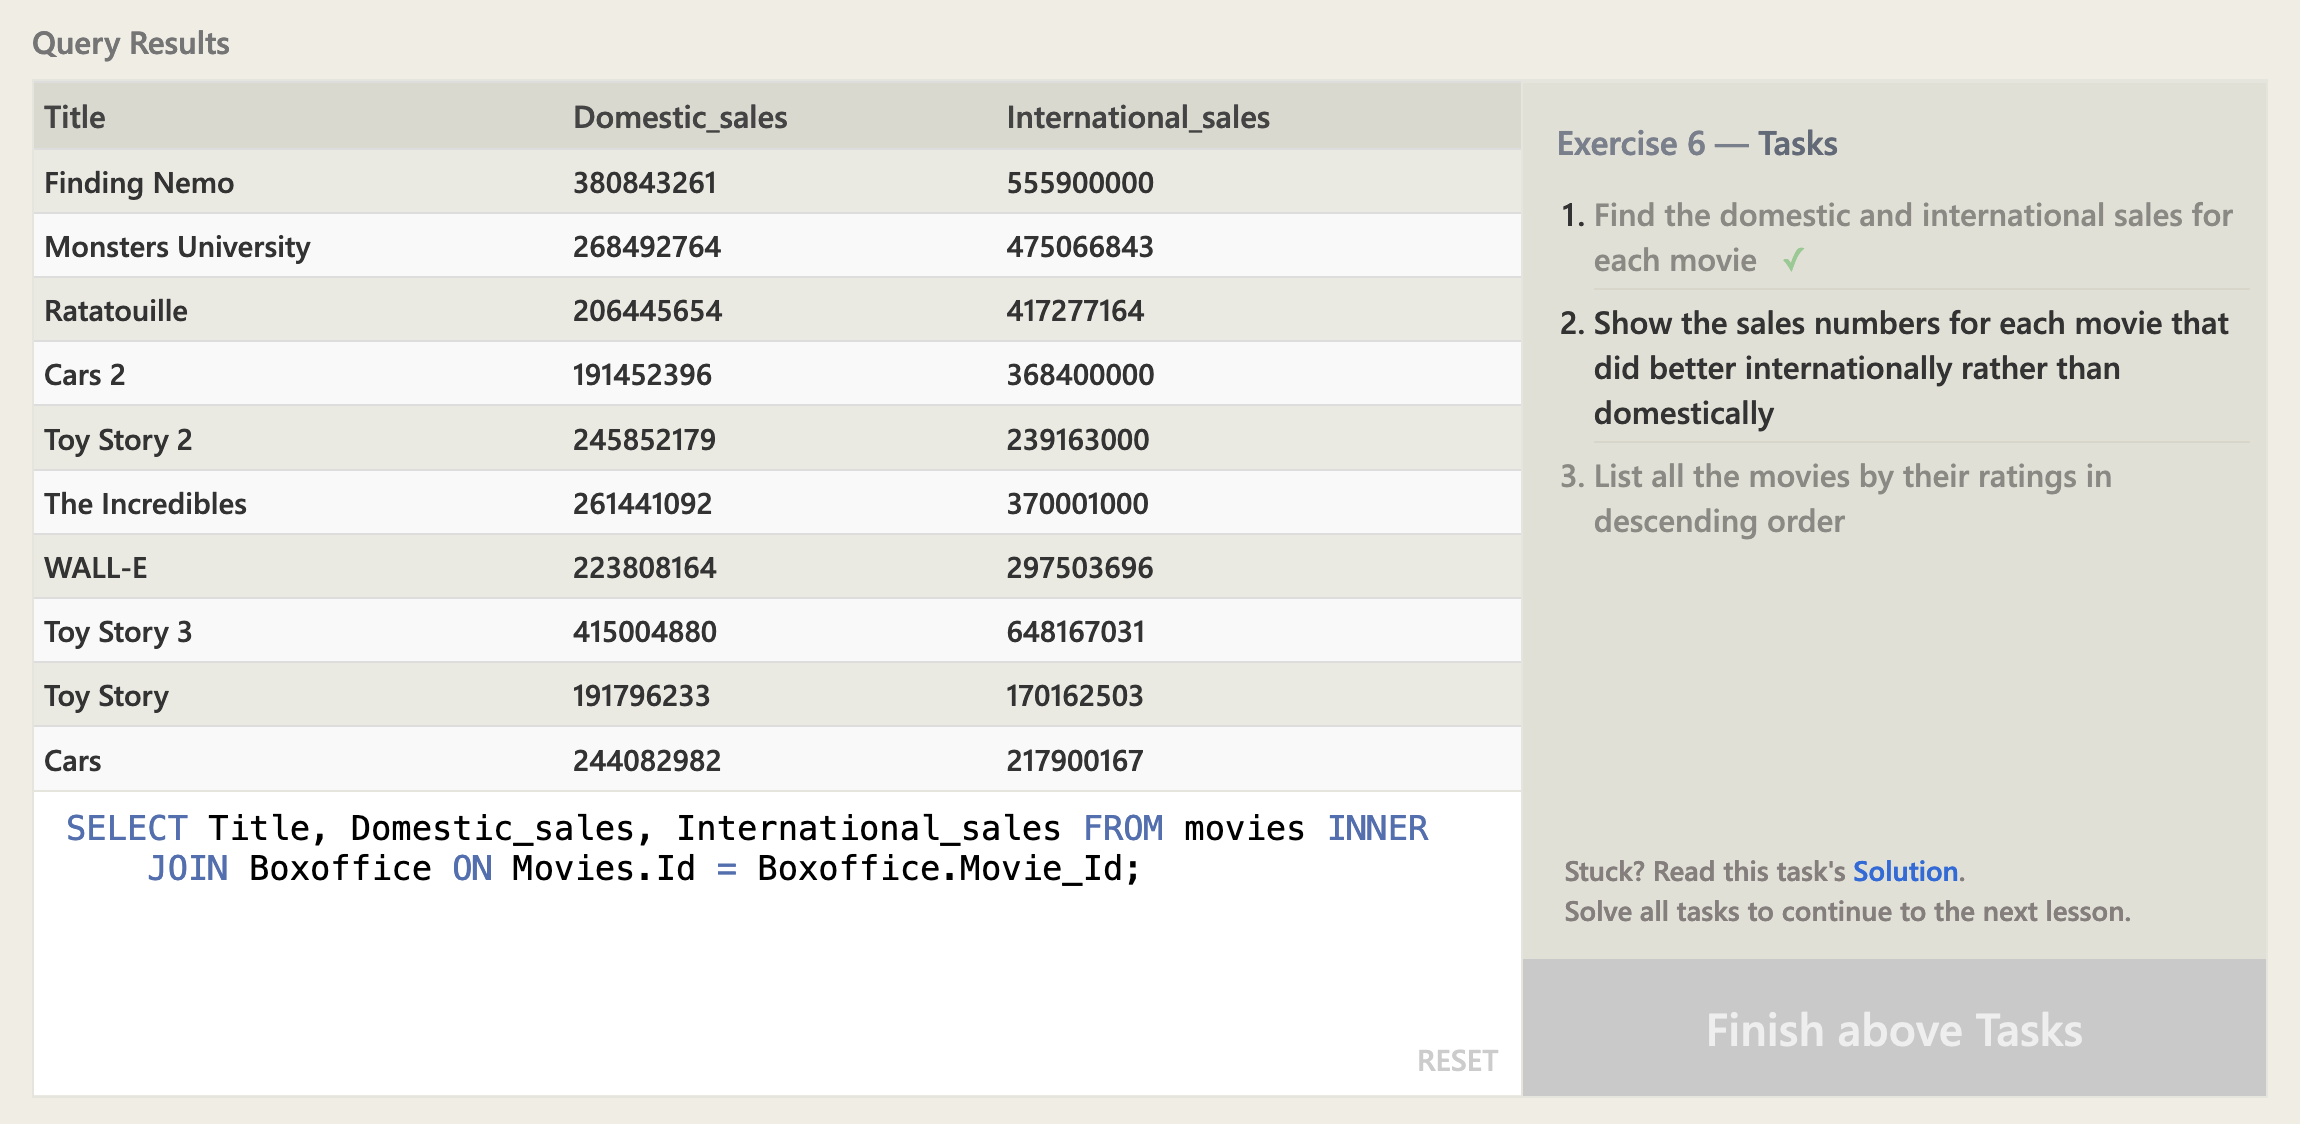 Query Results
Title Domestic_sales International_sales
Finding Nemo 380843261 555900000
Monsters University 268492764 475066843
Ratatouille 206445654 417277164
Cars 2 191452396 368400000
Toy Story 2 245852179 239163000
The Incredibles 261441092 370001000
WALL-E 223808164 297503696
Toy Story 3 415004880 648167031
Toy Story 191796233 170162503
Cars 244082982 217900167
SELECT Title, Domestic_sales, International_sales FROM movies INNER
JOIN Boxoffice ON Movies.Id = Boxoffice.Movie_Id;
RESET
Exercise 6 — Tasks
1. Find the domestic and international sales for
each movie ✓
2. Show the sales numbers for each movie that
did better internationally rather than
domestically
3. List all the movies by their ratings in
descending order
Stuck? Read this task's Solution.
Solve all tasks to continue to the next lesson.
Finish above Tasks